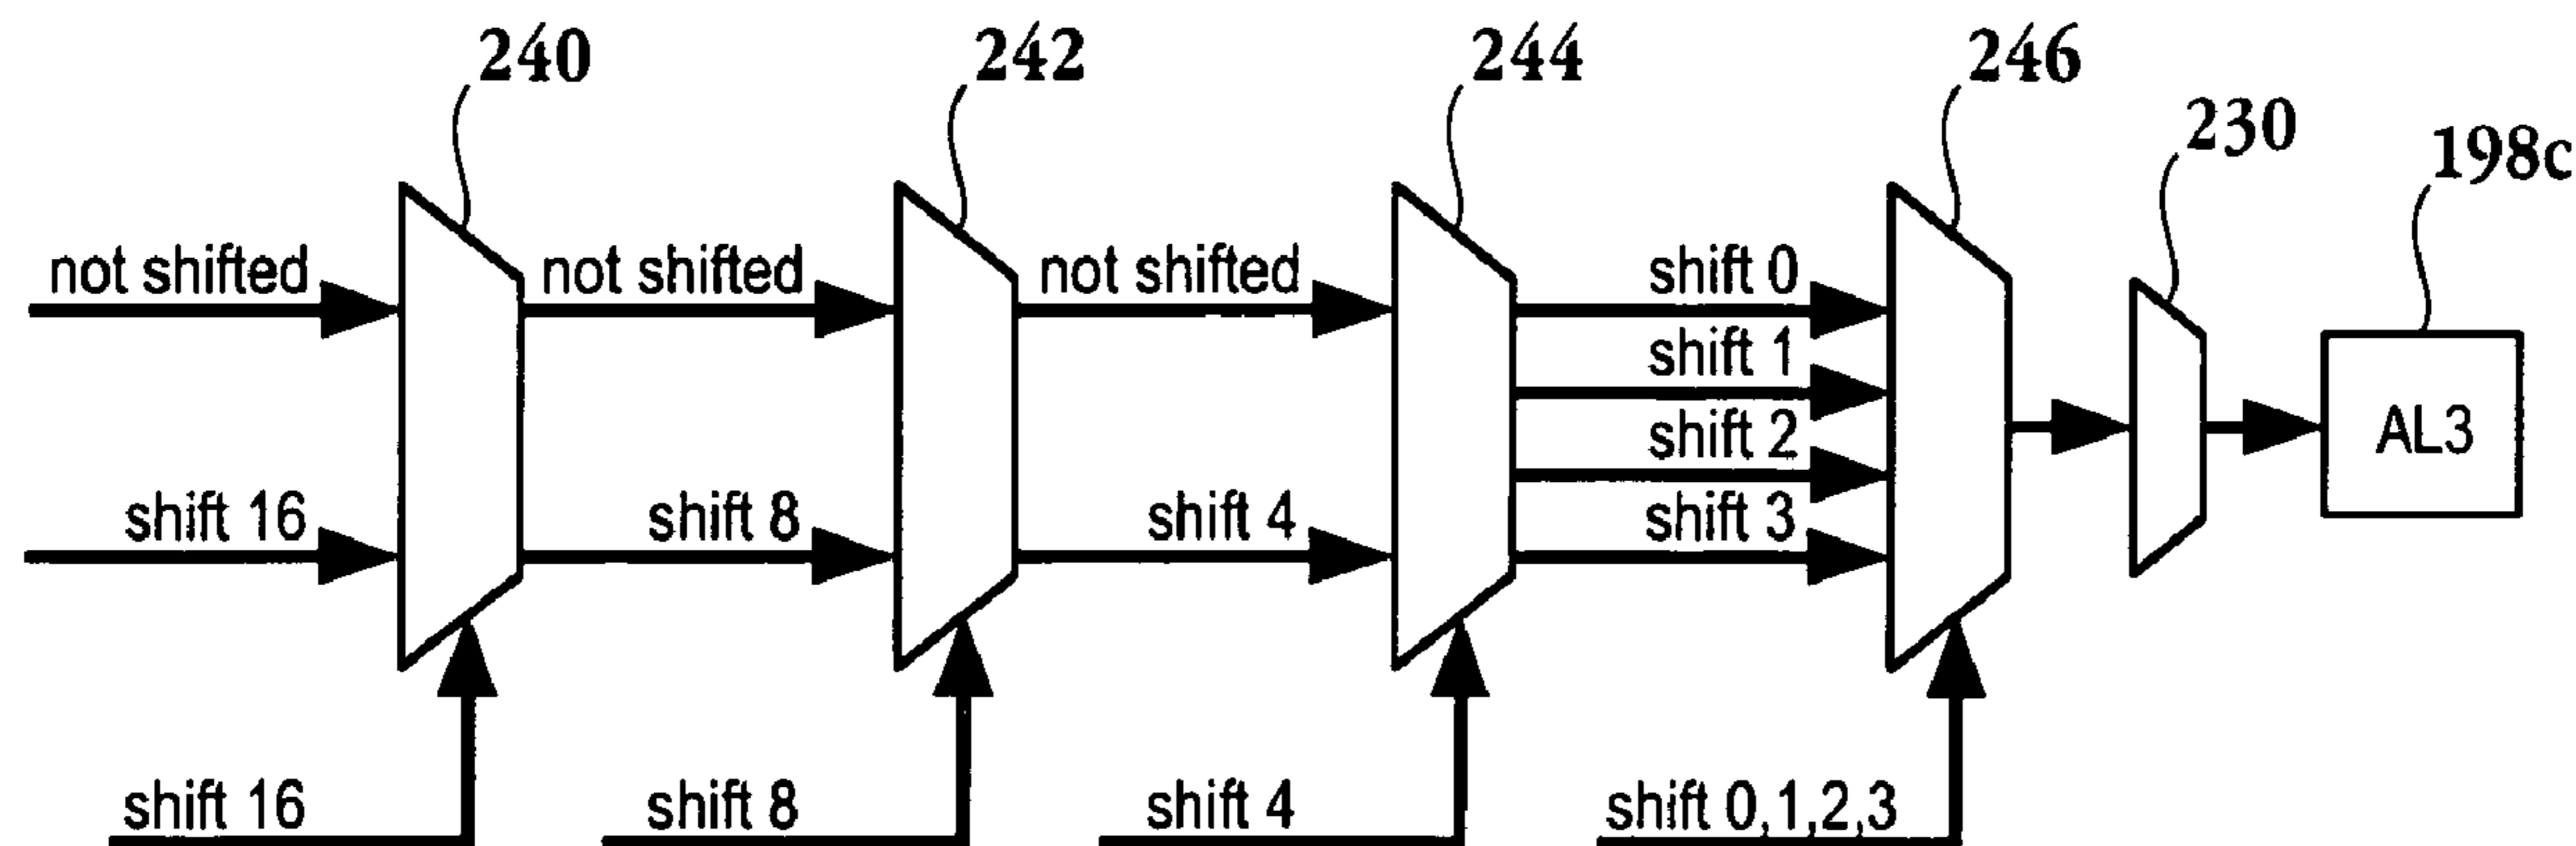 240
242
244
246
230
198c
not shifted
not shifted
not shifted
shift 0
shift 1
shift 2
AL3
shift 16
shift 8
shift 4
shift 3
shift 16
shift 8
shift 4
shift 0,1,2,3